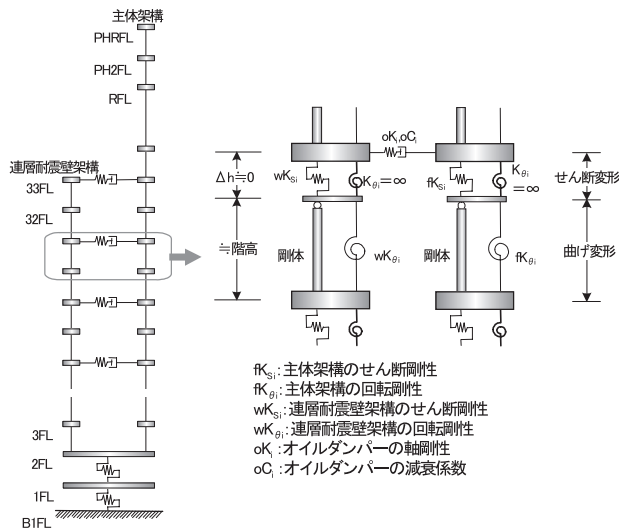 主体架構
PHRFL
PH2FL
RFL
連層耐震壁架構
33FL
32FL
3FL
2FL
1FL
B1FL
oKi,oCi
Δh≒0
wKSi
Kθi=∞
fKSi
Kθi
=∞
せん断変形
≒階高
剛体
wKθi
剛体
fKθi
曲げ変形
fKSi:主体架構のせん断剛性
fKθi:主体架構の回転剛性
wKSi:連層耐震壁架構のせん断剛性
wKθi:連層耐震壁架構の回転剛性
oKi:オイルダンパーの軸剛性
oCi:オイルダンパーの減衰係数